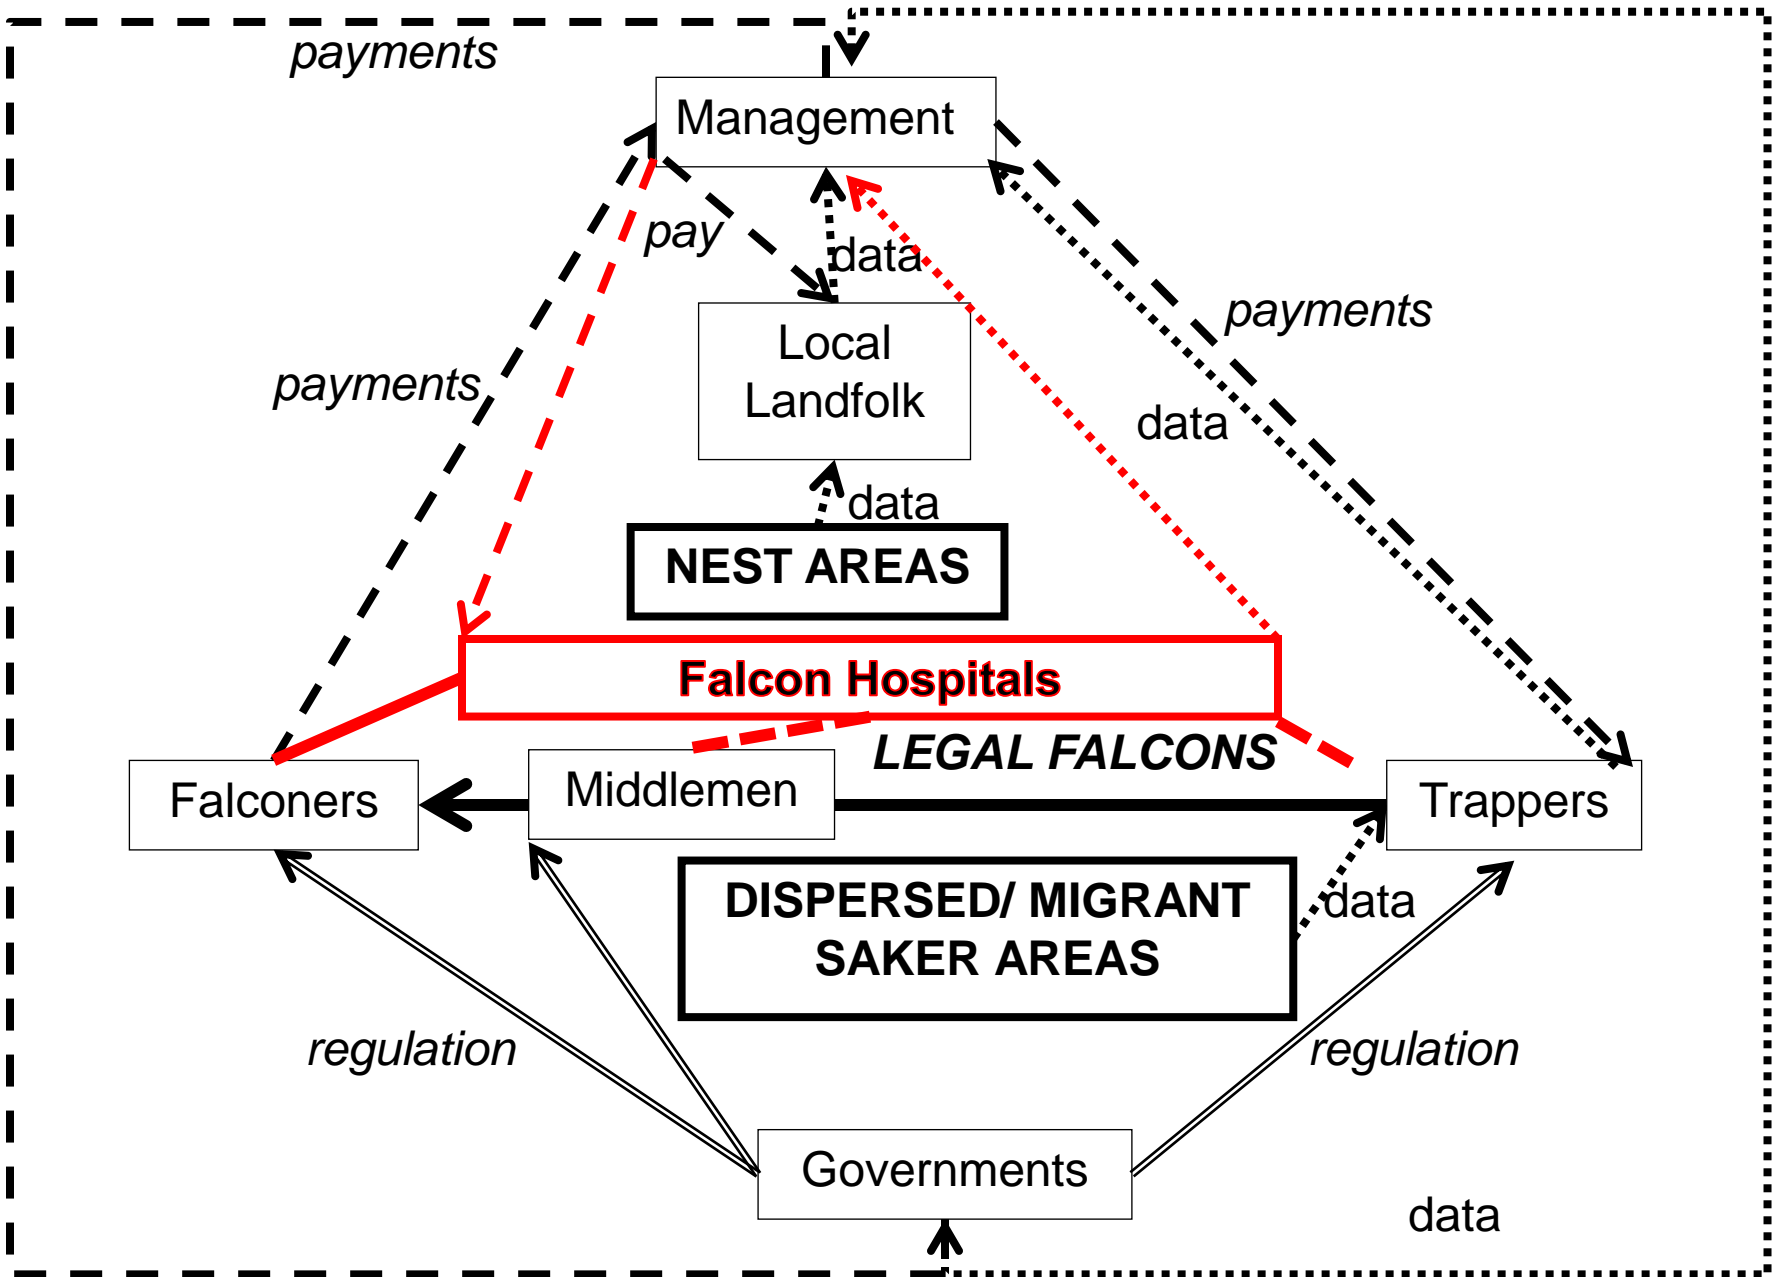 payments
Management
pay
data
payments
Local
Landfolk
payments
data
data
NEST AREAS
Falcon Hospitals
LEGAL FALCONS
Falconers
Middlemen
Trappers
DISPERSED/ MIGRANT
SAKER AREAS
data
regulation
regulation
Governments
data